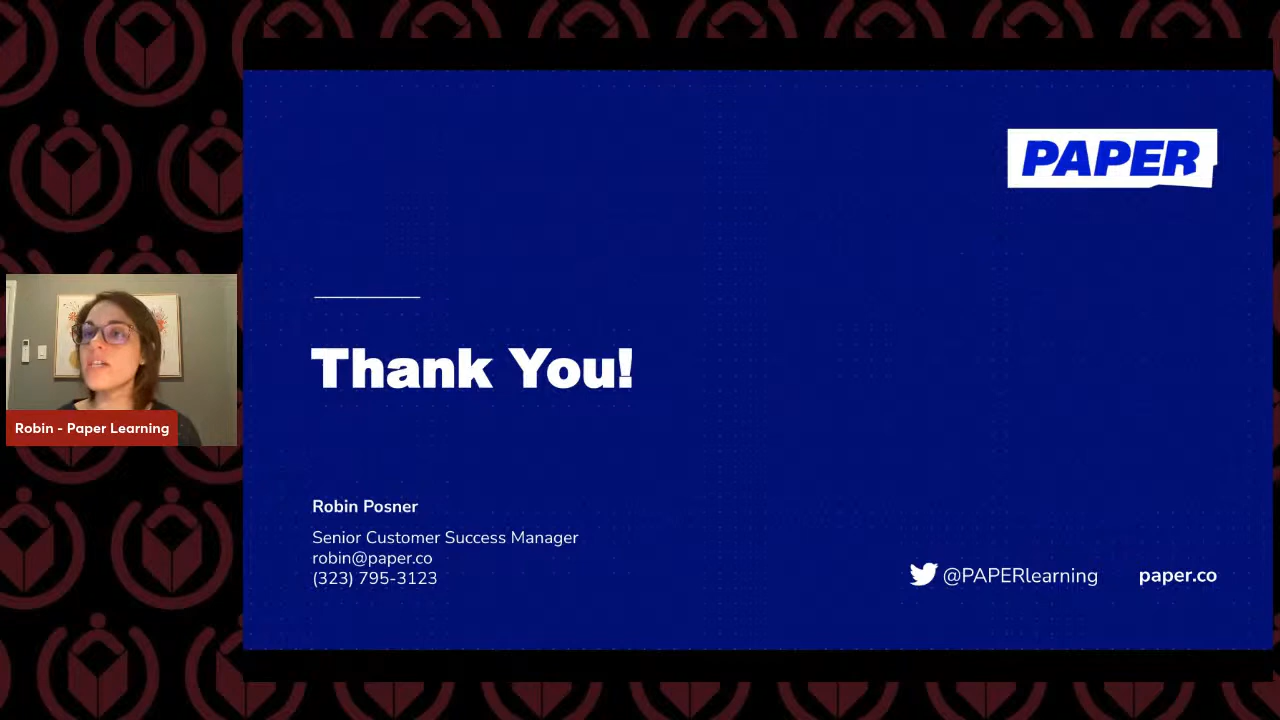 PAPER
Robin - Paper Learning
Thank You!
Robin Posner
Senior Customer Success Manager
robin@paper.co
(323) 795-3123
@PAPERlearning
paper.co